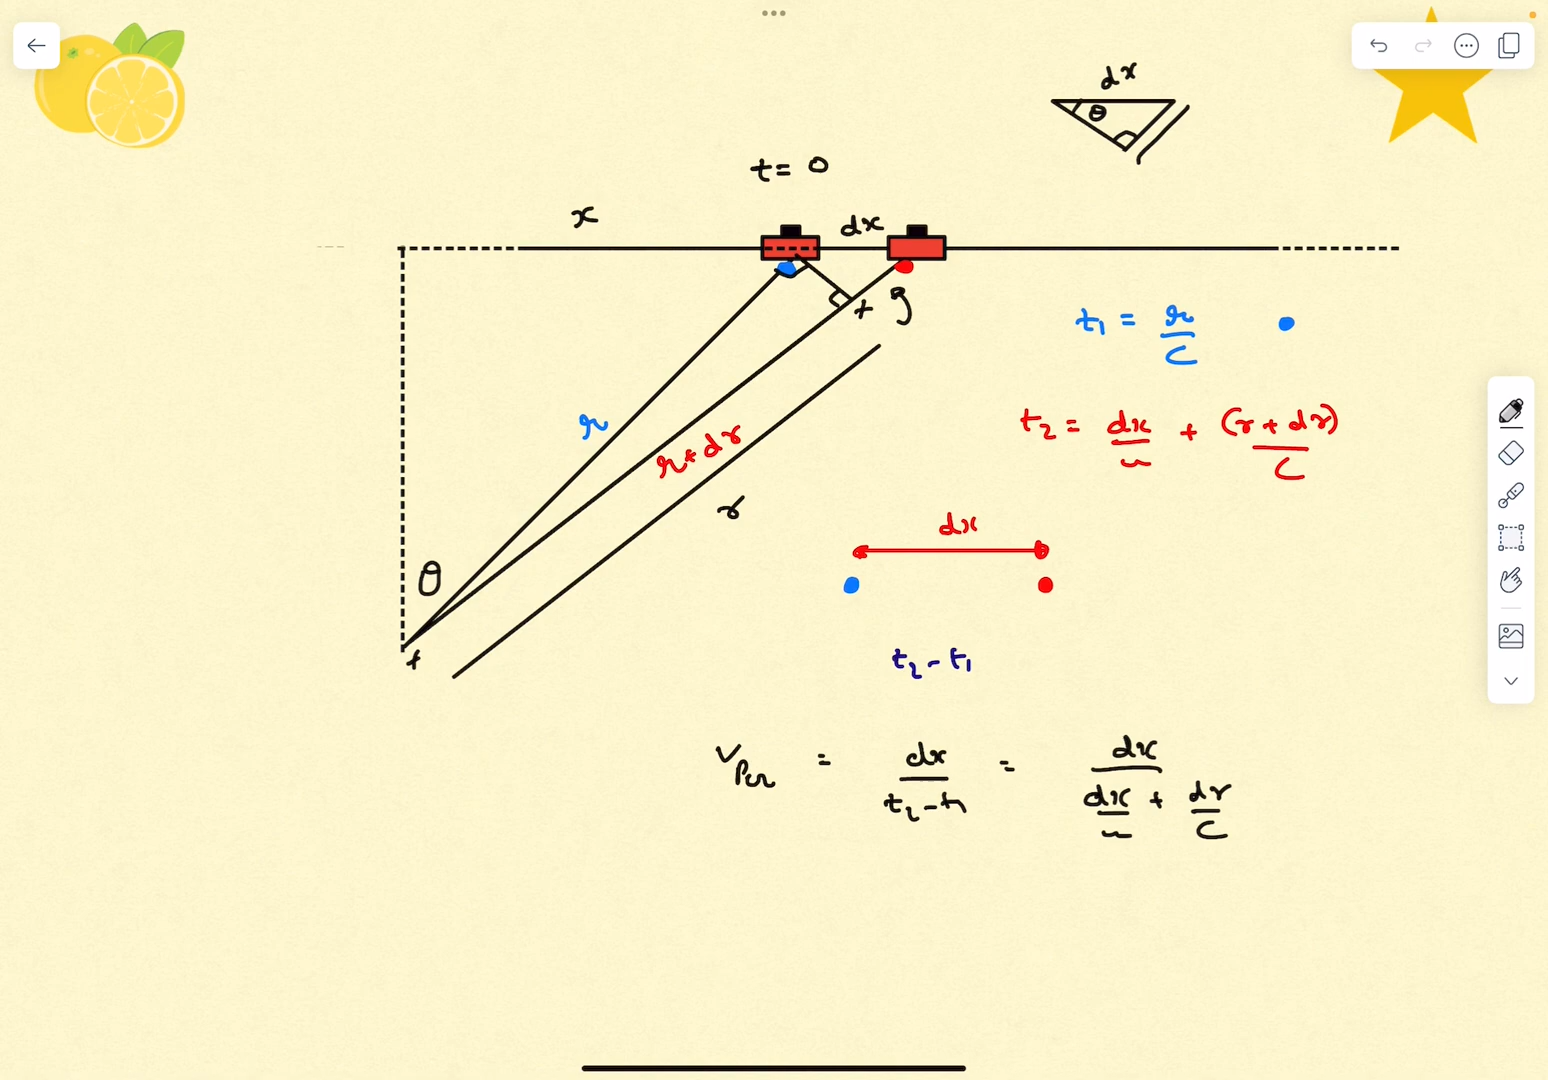 dx
θ
t = 0
x
dx
t₁ = r/c
r
t₂ = dx/u + (r + dr)/c
r + dr
r
dx
θ
t₂ - t₁
V_per = dx/(t₂ - t₁) = dx/(dx/u + dr/c)